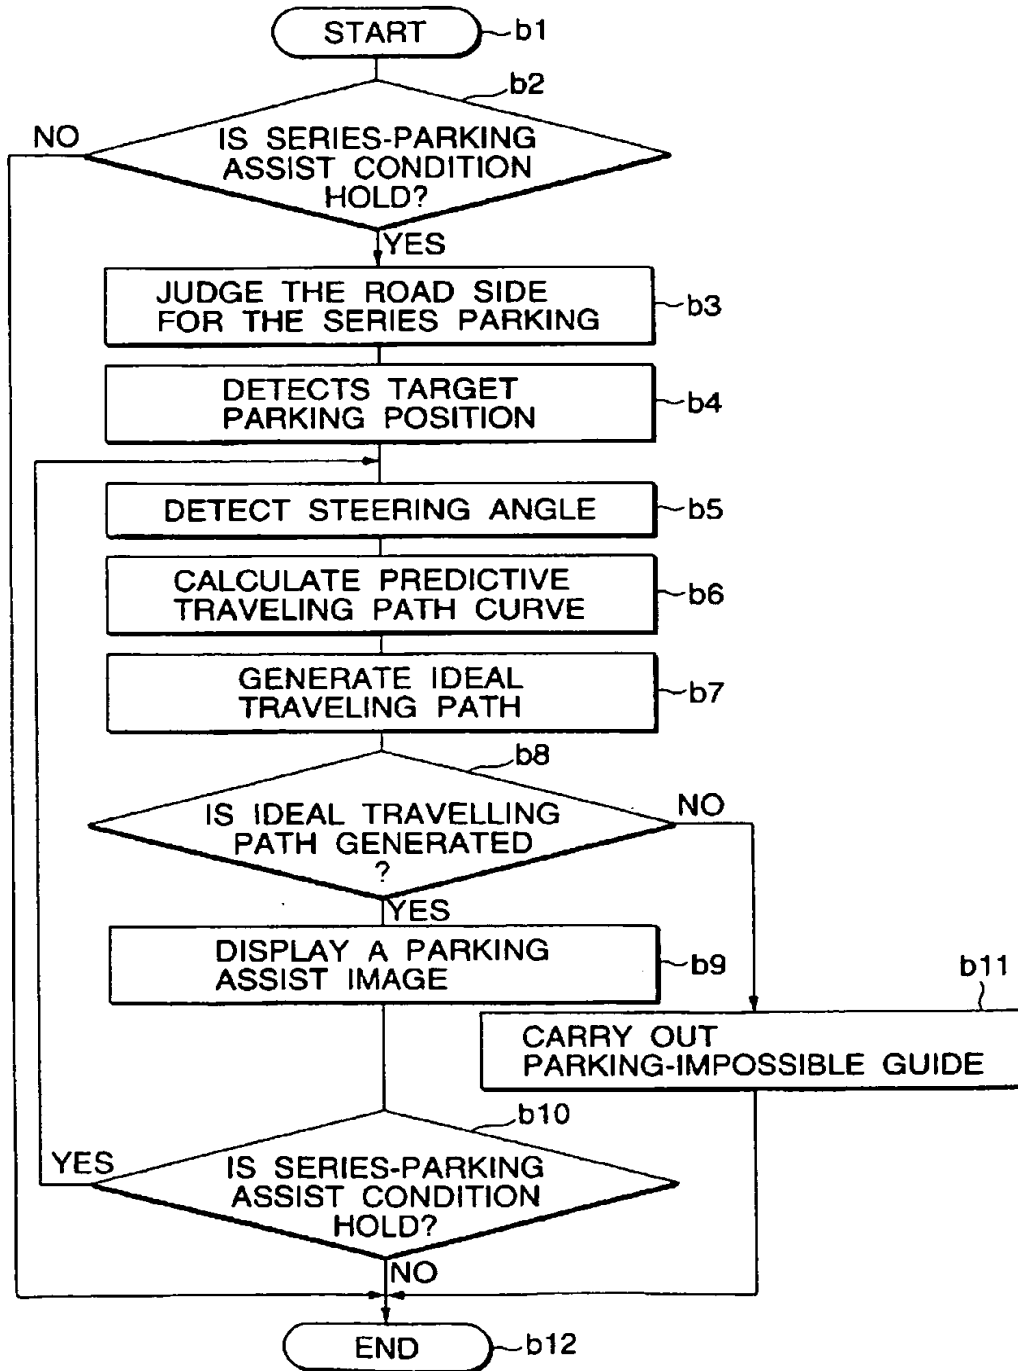 START
b1
b2
NO
IS SERIES-PARKING
ASSIST CONDITION
HOLD?
YES
JUDGE THE ROAD SIDE
FOR THE SERIES PARKING
b3
DETECTS TARGET
PARKING POSITION
b4
DETECT STEERING ANGLE
b5
CALCULATE PREDICTIVE
TRAVELING PATH CURVE
b6
GENERATE IDEAL
TRAVELING PATH
b7
b8
IS IDEAL TRAVELLING
PATH GENERATED
?
NO
YES
DISPLAY A PARKING
ASSIST IMAGE
b9
b11
CARRY OUT
PARKING-IMPOSSIBLE GUIDE
b10
YES
IS SERIES-PARKING
ASSIST CONDITION
HOLD?
NO
END
b12